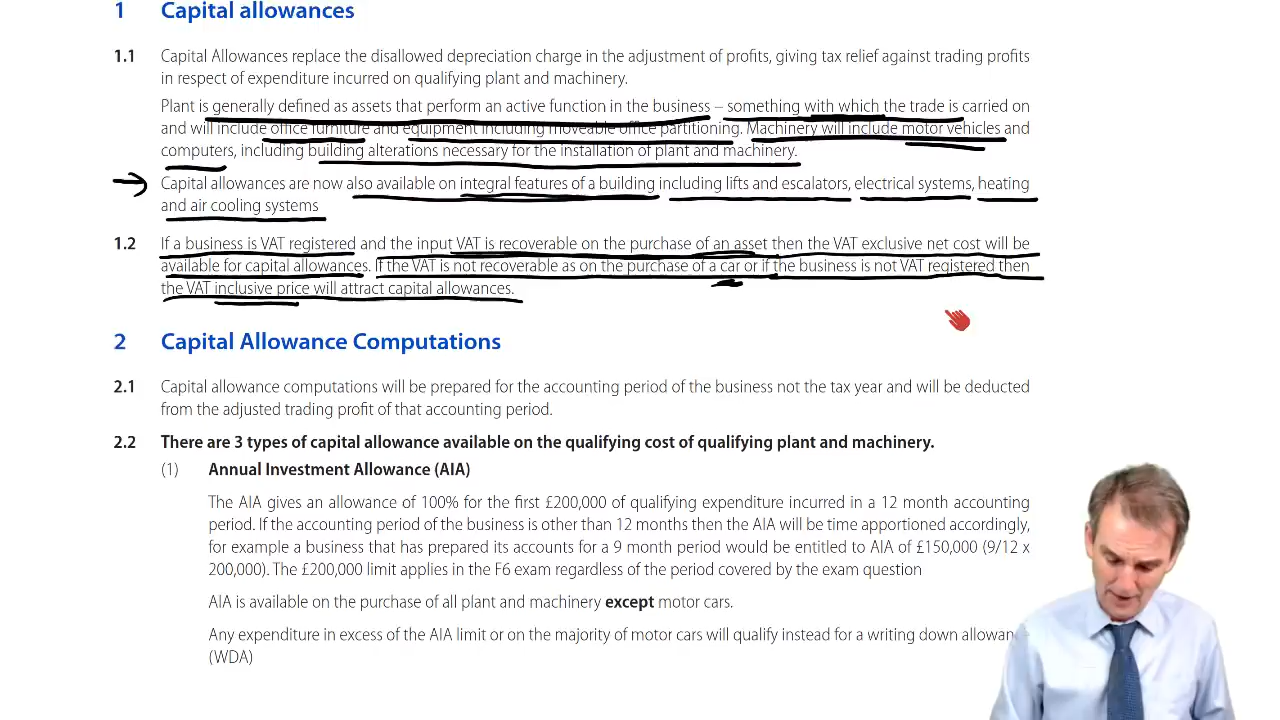 1 Capital allowances
1.1 Capital Allowances replace the disallowed depreciation charge in the adjustment of profits, giving tax relief against trading profits
in respect of expenditure incurred on qualifying plant and machinery.
Plant is generally defined as assets that perform an active function in the business – something with which the trade is carried on
and will include office furniture and equipment including moveable office partitioning. Machinery will include motor vehicles and
computers, including building alterations necessary for the installation of plant and machinery.
Capital allowances are now also available on integral features of a building including lifts and escalators, electrical systems, heating
and air cooling systems
1.2 If a business is VAT registered and the input VAT is recoverable on the purchase of an asset then the VAT exclusive net cost will be
available for capital allowances. If the VAT is not recoverable as on the purchase of a car or if the business is not VAT registered then
the VAT inclusive price will attract capital allowances.
2 Capital Allowance Computations
2.1 Capital allowance computations will be prepared for the accounting period of the business not the tax year and will be deducted
from the adjusted trading profit of that accounting period.
2.2 There are 3 types of capital allowance available on the qualifying cost of qualifying plant and machinery.
(1) Annual Investment Allowance (AIA)
The AIA gives an allowance of 100% for the first £200,000 of qualifying expenditure incurred in a 12 month accounting
period. If the accounting period of the business is other than 12 months then the AIA will be time apportioned accordingly,
for example a business that has prepared its accounts for a 9 month period would be entitled to AIA of £150,000 (9/12 x
200,000). The £200,000 limit applies in the F6 exam regardless of the period covered by the exam question
AIA is available on the purchase of all plant and machinery except motor cars.
Any expenditure in excess of the AIA limit or on the majority of motor cars will qualify instead for a writing down
(WDA)